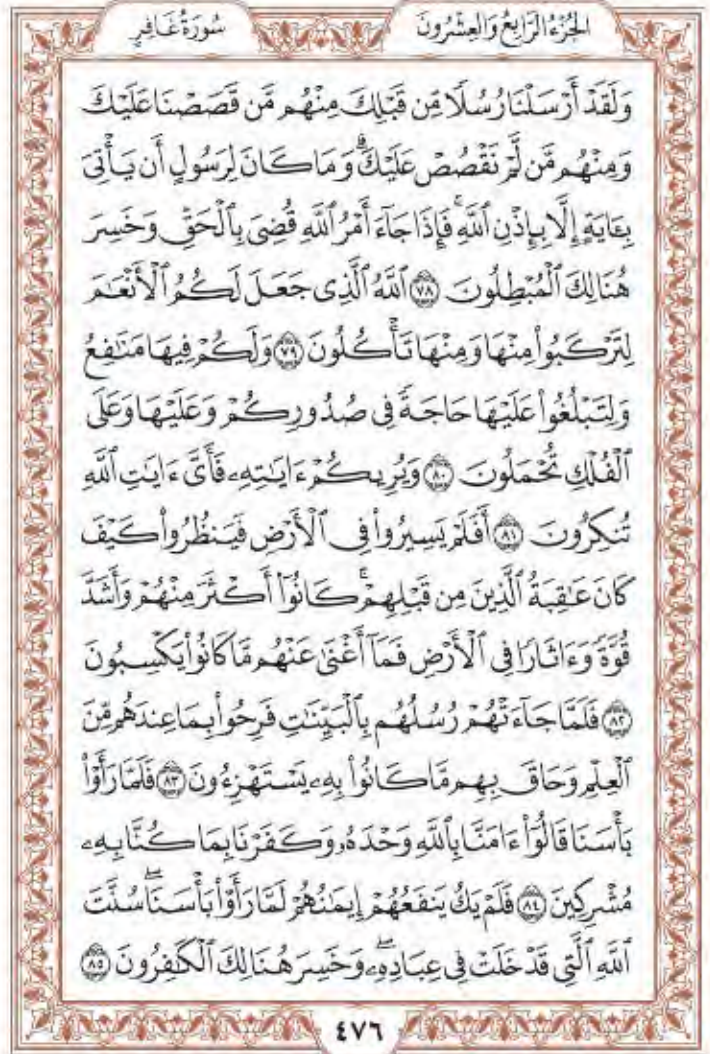 الجُزْءُ الرَّابِعُ وَالعِشْرُونَ
سُورَةُ غَافِرٍ
وَلَقَدْ أَرْسَلْنَا رُسُلًا مِّن قَبْلِكَ مِنْهُم مَّن قَصَصْنَا عَلَيْكَ
وَمِنْهُم مَّن لَّمْ نَقْصُصْ عَلَيْكَۗ وَمَا كَانَ لِرَسُولٍ أَن يَأْتِيَ
بِـَٔايَةٍ إِلَّا بِإِذْنِ ٱللَّهِۚ فَإِذَا جَآءَ أَمْرُ ٱللَّهِ قُضِيَ بِٱلْحَقِّ وَخَسِرَ
هُنَالِكَ ٱلْمُبْطِلُونَ ٧٨ ٱللَّهُ ٱلَّذِي جَعَلَ لَكُمُ ٱلْأَنْعَٰمَ
لِتَرْكَبُوا۟ مِنْهَا وَمِنْهَا تَأْكُلُونَ ٧٩ وَلَكُمْ فِيهَا مَنَٰفِعُ
وَلِتَبْلُغُوا۟ عَلَيْهَا حَاجَةً فِي صُدُورِكُمْ وَعَلَيْهَا وَعَلَى
ٱلْفُلْكِ تُحْمَلُونَ ٨٠ وَيُرِيكُمْ ءَايَٰتِهِۦ فَأَيَّ ءَايَٰتِ ٱللَّهِ
تُنكِرُونَ ٨١ أَفَلَمْ يَسِيرُوا۟ فِي ٱلْأَرْضِ فَيَنظُرُوا۟ كَيْفَ
كَانَ عَٰقِبَةُ ٱلَّذِينَ مِن قَبْلِهِمْۚ كَانُوٓا۟ أَكْثَرَ مِنْهُمْ وَأَشَدَّ
قُوَّةً وَءَاثَارًا فِي ٱلْأَرْضِ فَمَآ أَغْنَىٰ عَنْهُم مَّا كَانُوا۟ يَكْسِبُونَ
٨٢ فَلَمَّا جَآءَتْهُمْ رُسُلُهُم بِٱلْبَيِّنَٰتِ فَرِحُوا۟ بِمَا عِندَهُم مِّنَ
ٱلْعِلْمِ وَحَاقَ بِهِم مَّا كَانُوا۟ بِهِۦ يَسْتَهْزِءُونَ ٨٣ فَلَمَّا رَأَوْا۟
بَأْسَنَا قَالُوٓا۟ ءَامَنَّا بِٱللَّهِ وَحْدَهُۥ وَكَفَرْنَا بِمَا كُنَّا بِهِۦ
مُشْرِكِينَ ٨٤ فَلَمْ يَكُ يَنفَعُهُمْ إِيمَٰنُهُمْ لَمَّا رَأَوْا۟ بَأْسَنَاۖ سُنَّتَ
ٱللَّهِ ٱلَّتِي قَدْ خَلَتْ فِي عِبَادِهِۦۖ وَخَسِرَ هُنَالِكَ ٱلْكَٰفِرُونَ ٨٥
٤٧٦